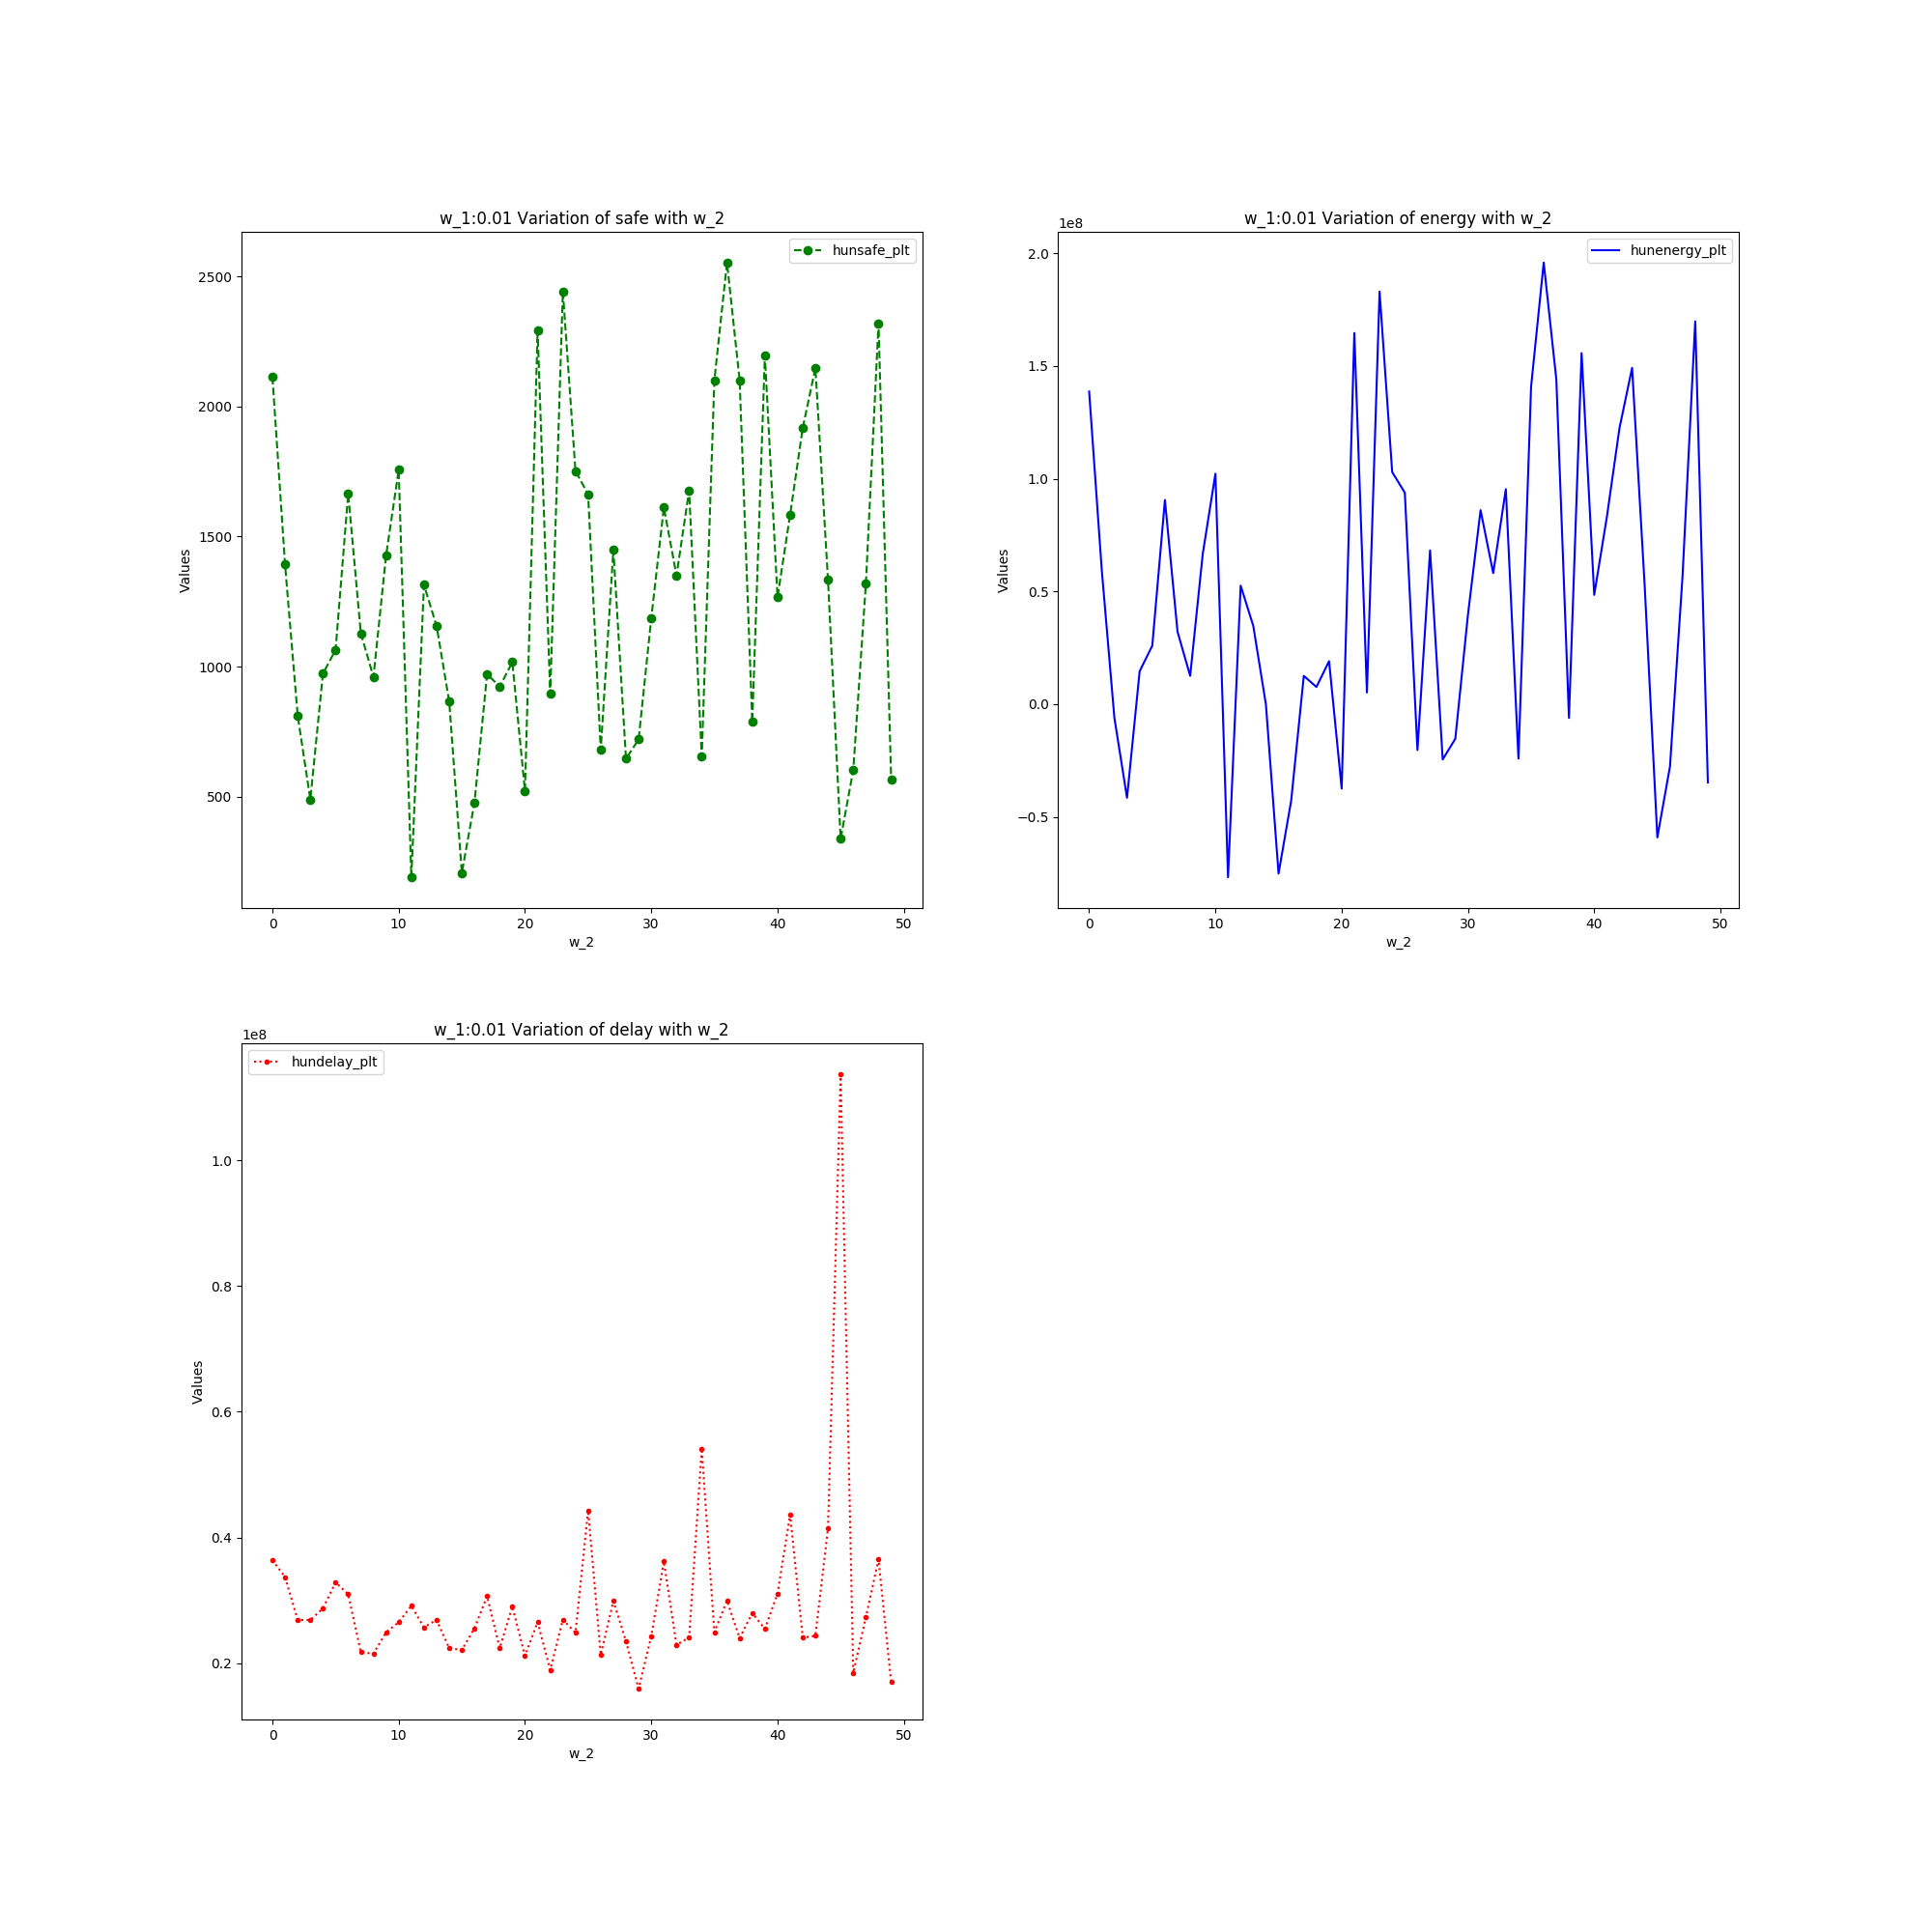 w_1:0.01 Variation of safe with w_2
hunsafe_plt
2500
2000
1500
1000
500
Values
0 10 20 30 40 50
w_2
w_1:0.01 Variation of energy with w_2
1e8
hunenergy_plt
2.0
1.5
1.0
0.5
0.0
−0.5
Values
0 10 20 30 40 50
w_2
w_1:0.01 Variation of delay with w_2
1e8
hundelay_plt
1.0
0.8
0.6
0.4
0.2
Values
0 10 20 30 40 50
w_2